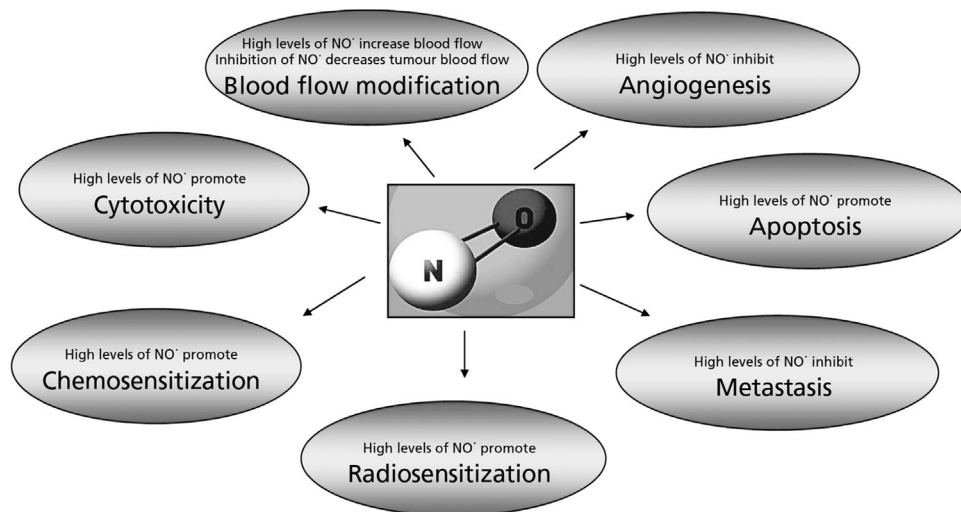 High levels of NO˙ increase blood flow
Inhibition of NO˙ decreases tumour blood flow
Blood flow modification
High levels of NO˙ inhibit
Angiogenesis
High levels of NO˙ promote
Cytotoxicity
High levels of NO˙ promote
Apoptosis
O
N
High levels of NO˙ promote
Chemosensitization
High levels of NO˙ inhibit
Metastasis
High levels of NO˙ promote
Radiosensitization